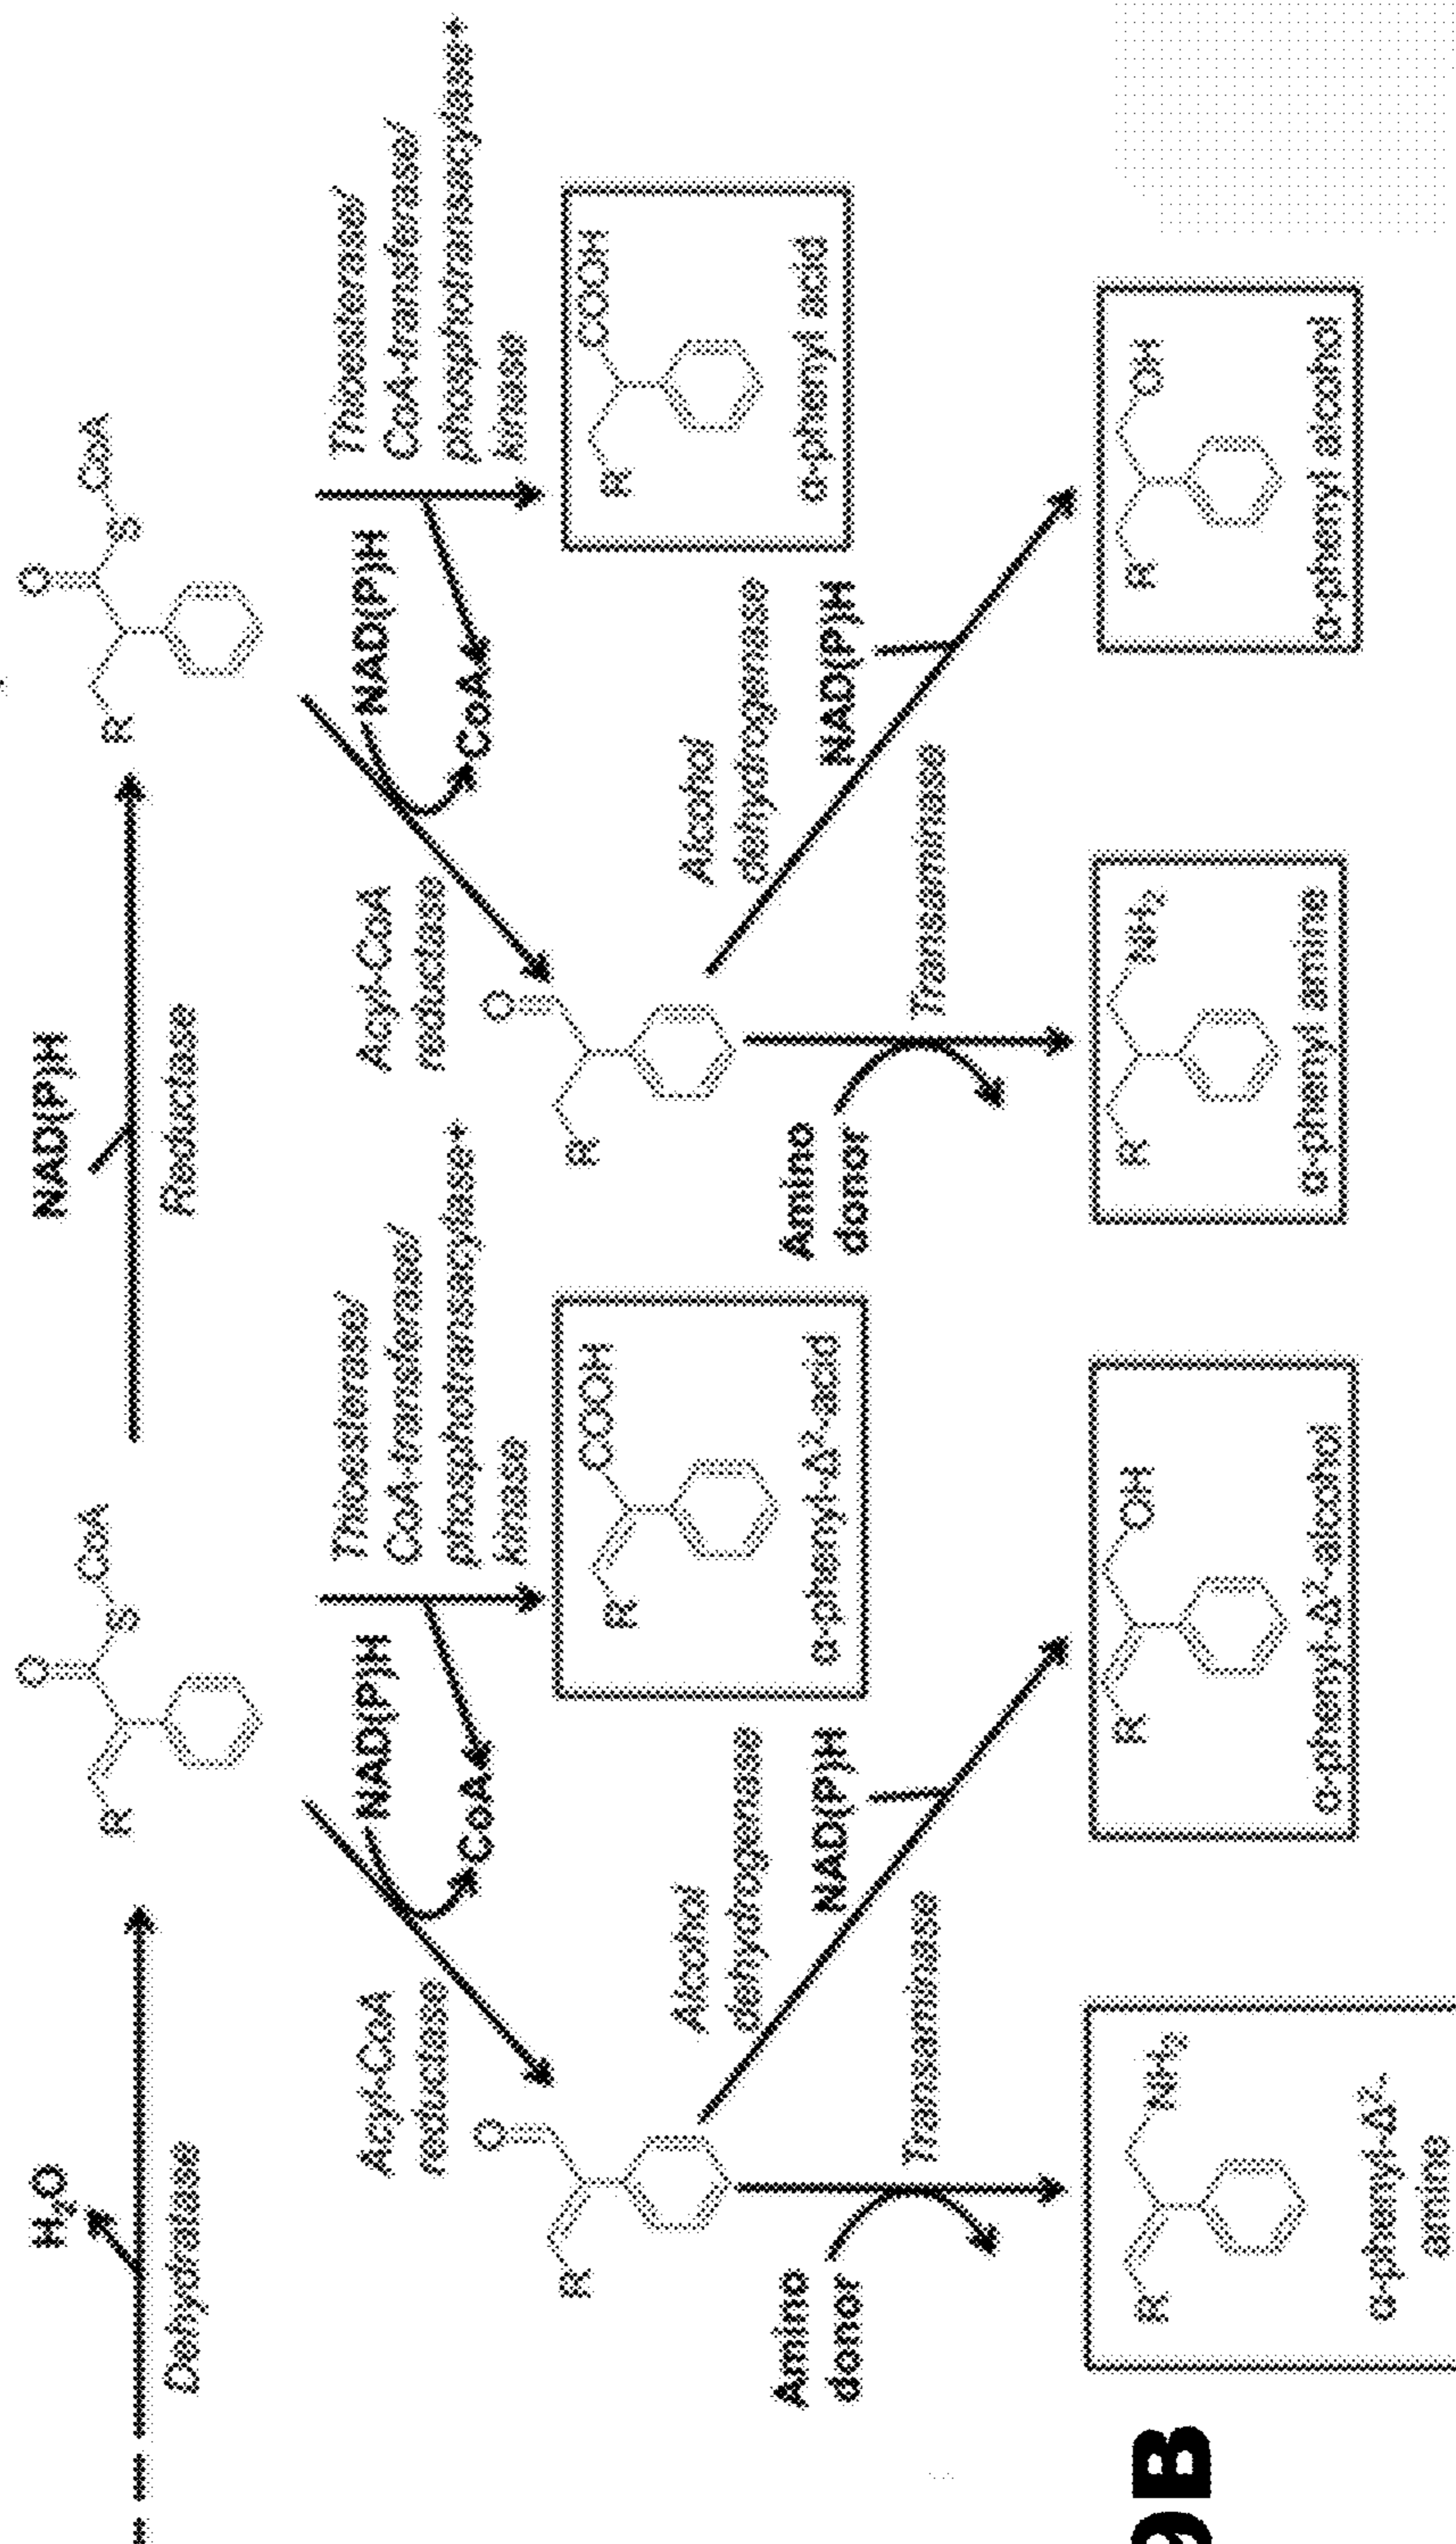 H₂O
Dehydratase
NAD(P)H
Reductase
R
O
S
CoA
R
O
S
CoA
Acyl-CoA
reductase
NAD(P)H
CoA
Thioesterase/
CoA-transferase/
phosphotransacylase+
kinase
Acyl-CoA
reductase
NAD(P)H
CoA
Thioesterase/
CoA-transferase/
phosphotransacylase+
kinase
R
O
R
COOH
α-phenyl-Δ²-acid
R
O
R
COOH
α-phenyl acid
Alcohol
dehydrogenase
NAD(P)H
Amino
donor
Transaminase
Alcohol
dehydrogenase
NAD(P)H
Amino
donor
Transaminase
R
NH₂
α-phenyl-Δ²-
amine
R
OH
α-phenyl-Δ²-alcohol
R
NH₂
α-phenyl amine
R
OH
α-phenyl alcohol
9B